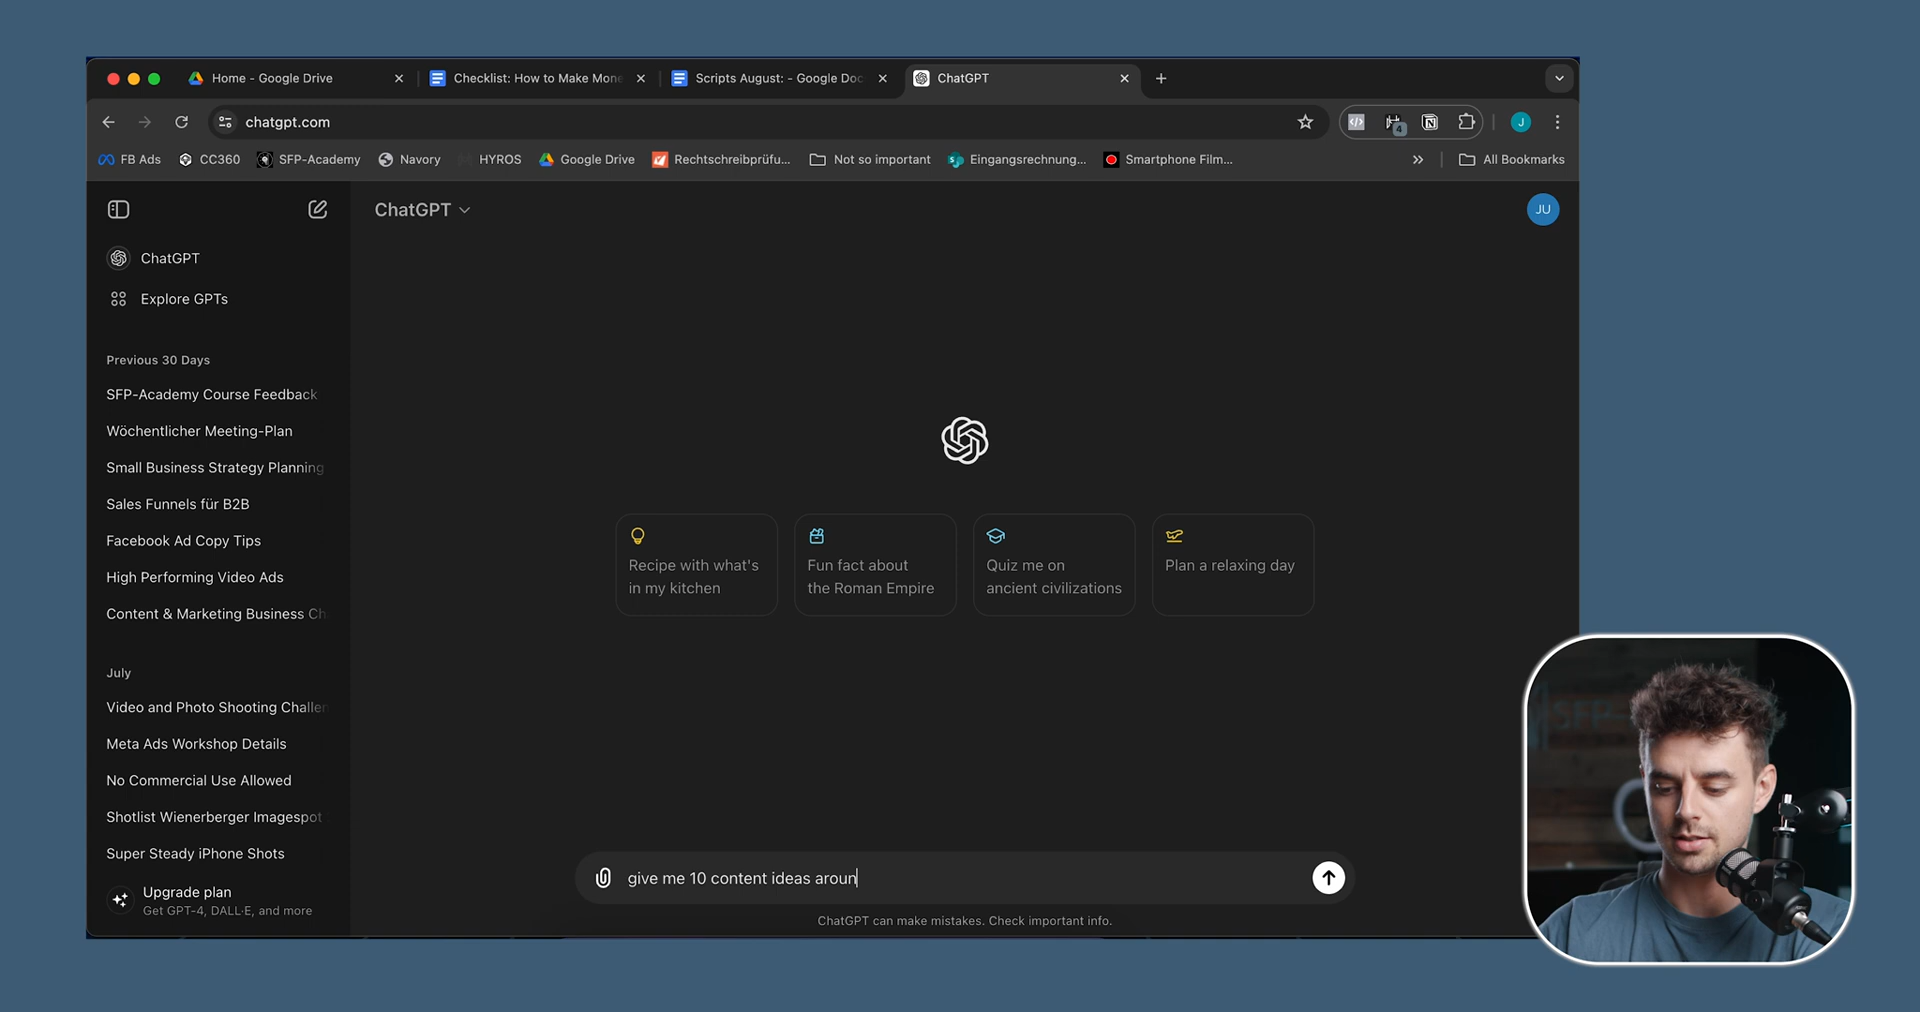 Home - Google Drive
Checklist: How to Make Mone
Scripts August: - Google Doc
ChatGPT
chatgpt.com
4
J
FB Ads
CC360
SFP-Academy
Navory
HYROS
Google Drive
Rechtschreibprüfu...
Not so important
Eingangsrechnung...
Smartphone Film...
All Bookmarks
ChatGPT
JU
ChatGPT
Explore GPTs
Previous 30 Days
SFP-Academy Course Feedback
Wöchentlicher Meeting-Plan
Small Business Strategy Planning
Sales Funnels für B2B
Facebook Ad Copy Tips
High Performing Video Ads
Content & Marketing Business Ch
July
Video and Photo Shooting Challen
Meta Ads Workshop Details
No Commercial Use Allowed
Shotlist Wienerberger Imagespot
Super Steady iPhone Shots
Upgrade plan
Get GPT-4, DALL·E, and more
Recipe with what's
in my kitchen
Fun fact about
the Roman Empire
Quiz me on
ancient civilizations
Plan a relaxing day
give me 10 content ideas aroun
ChatGPT can make mistakes. Check important info.